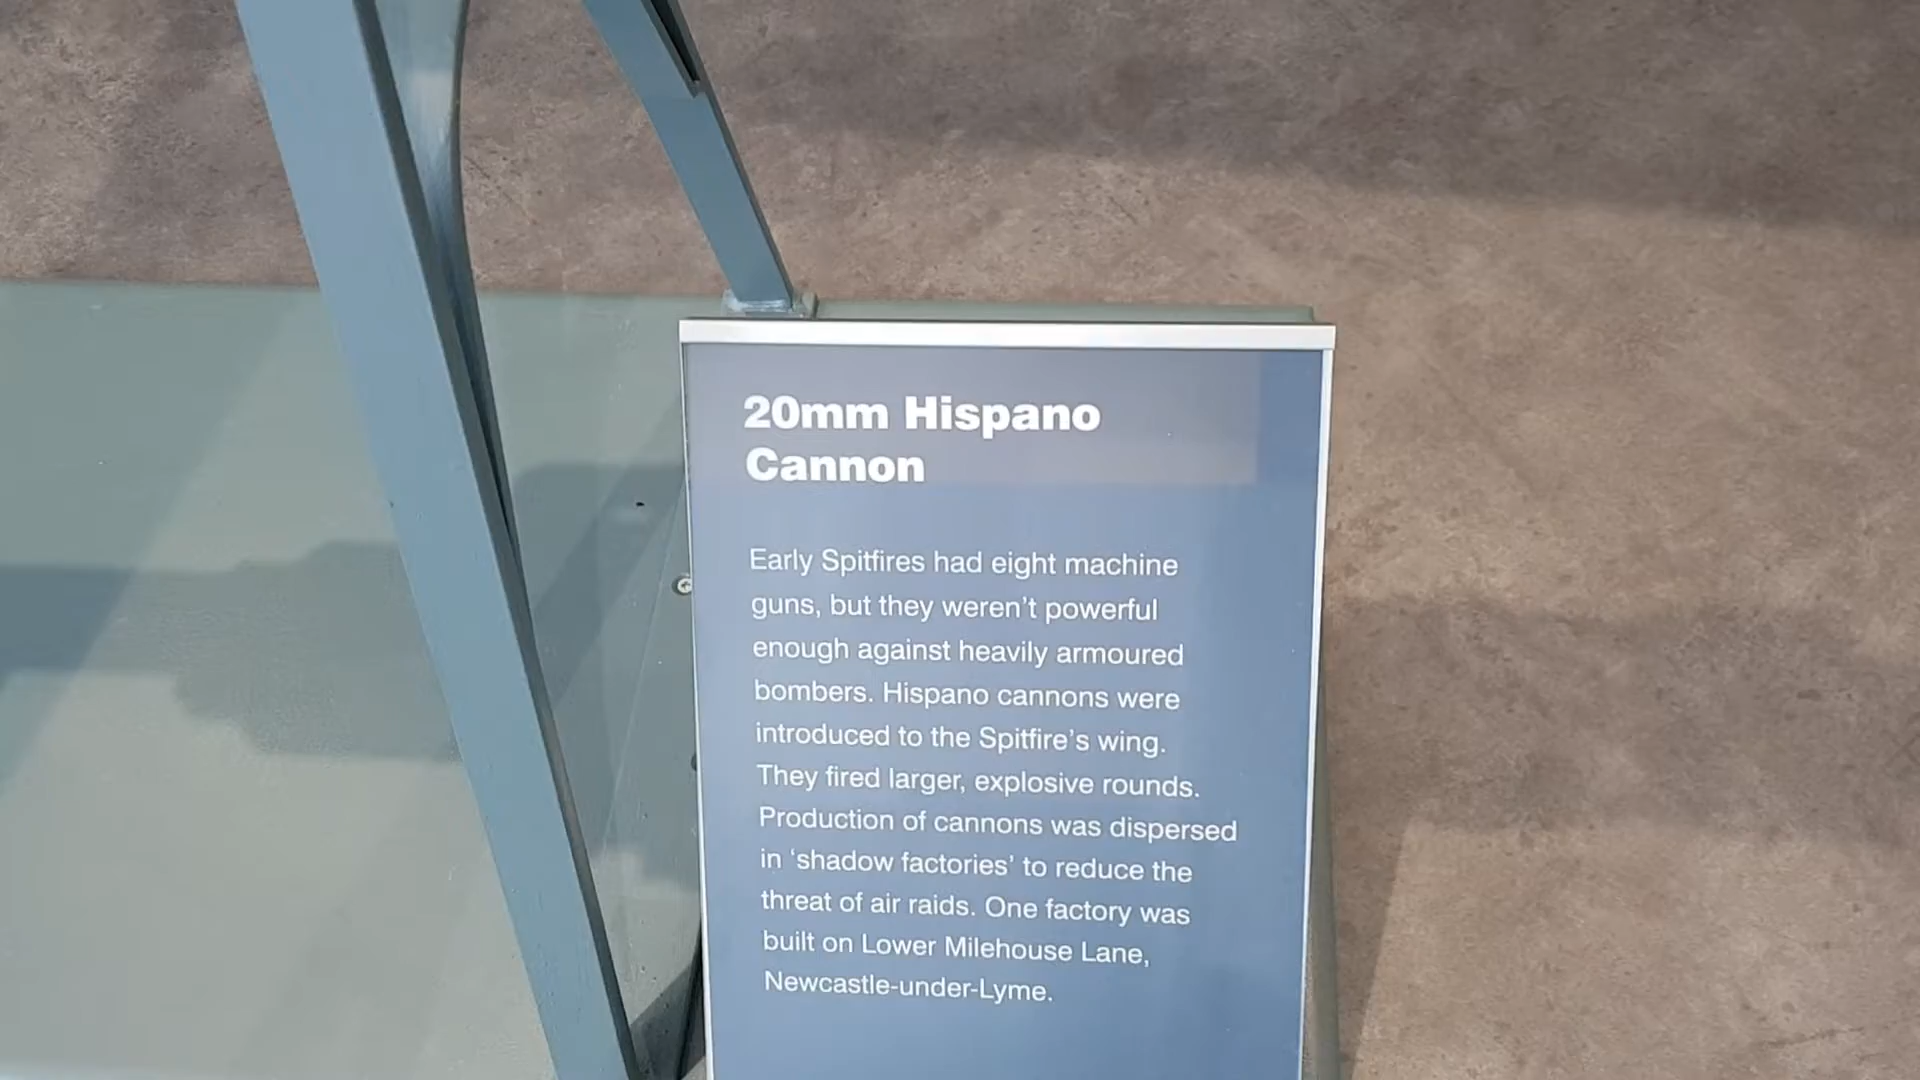 20mm Hispano
Cannon
Early Spitfires had eight machine
guns, but they weren’t powerful
enough against heavily armoured
bombers. Hispano cannons were
introduced to the Spitfire’s wing.
They fired larger, explosive rounds.
Production of cannons was dispersed
in ‘shadow factories’ to reduce the
threat of air raids. One factory was
built on Lower Milehouse Lane,
Newcastle-under-Lyme.